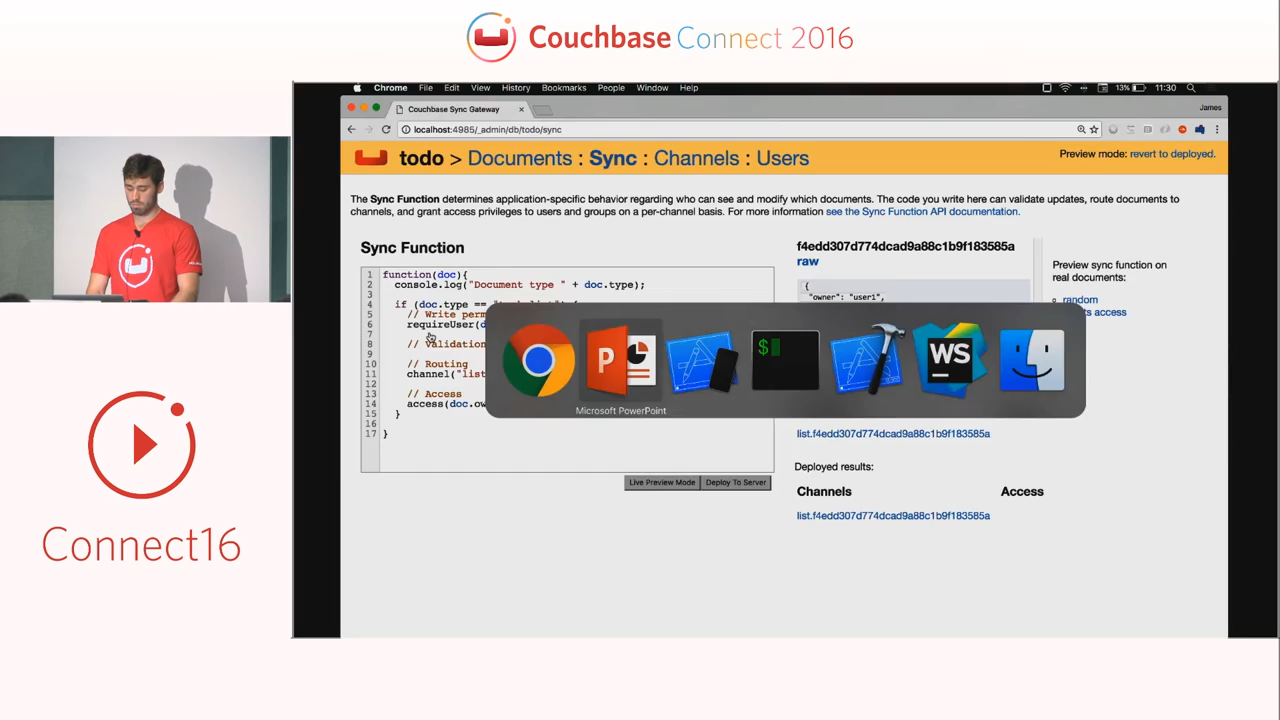 Couchbase Connect 2016
Chrome File Edit View History Bookmarks People Window Help 13% 11:30
Couchbase Sync Gateway
James
localhost:4985/_admin/db/todo/sync
todo > Documents : Sync : Channels : Users
Preview mode: revert to deployed.
The Sync Function determines application-specific behavior regarding who can see and modify which documents. The code you write here can validate updates, route documents to
channels, and grant access privileges to users and groups on a per-channel basis. For more information see the Sync Function API documentation.
Sync Function
1 function(doc){
2 console.log("Document type " + doc.type);
3
4 if (doc.type ==
5 // Write perm
6 requireUser(d
7
8 // Validation
9
10 // Routing
11 channel("list
12
13 // Access
14 access(doc.ow
15 }
16
17 }
Live Preview Mode Deploy To Server
f4edd307d774dcad9a88c1b9f183585a
raw
{
"owner": "user1",
Preview sync function on
real documents:
random
s access
$
P
WS
Microsoft PowerPoint
list.f4edd307d774dcad9a88c1b9f183585a
Deployed results:
Channels Access
list.f4edd307d774dcad9a88c1b9f183585a
Connect16